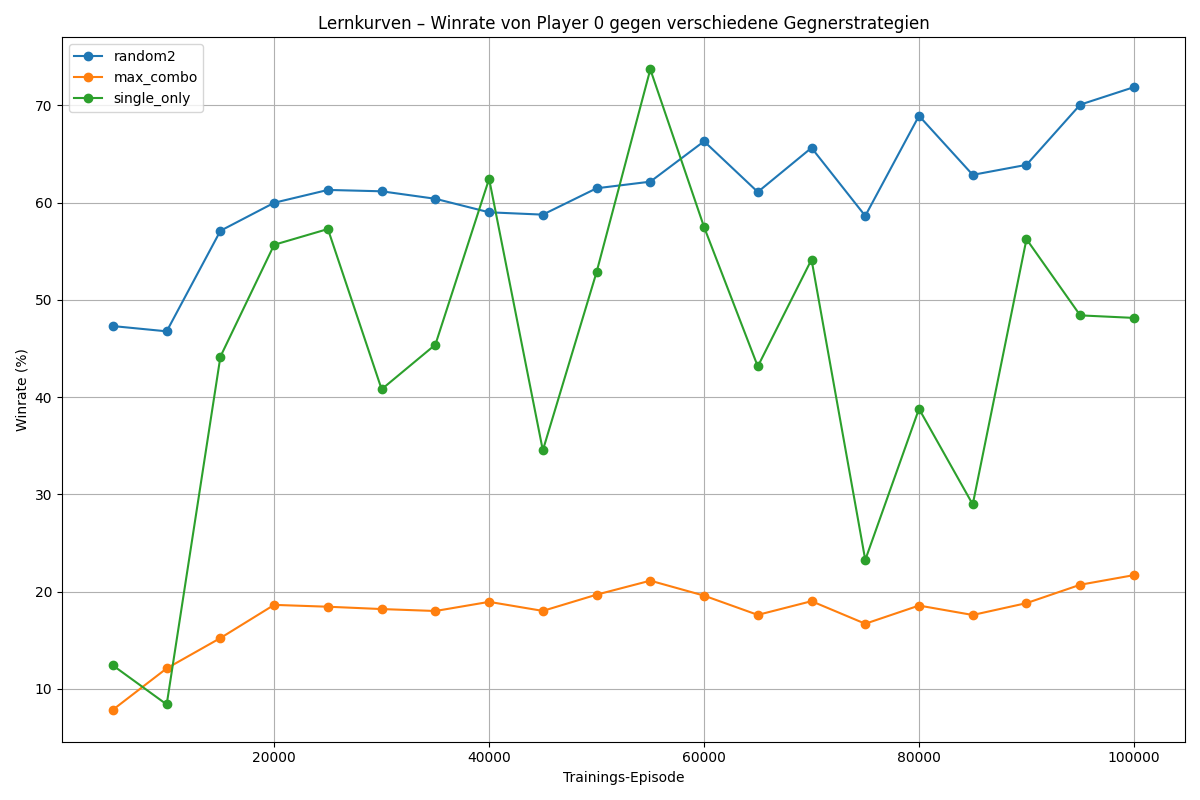 Lernkurven – Winrate von Player 0 gegen verschiedene Gegnerstrategien
random2
max_combo
single_only
Winrate (%)
70
60
50
40
30
20
10
20000 40000 60000 80000 100000
Trainings-Episode